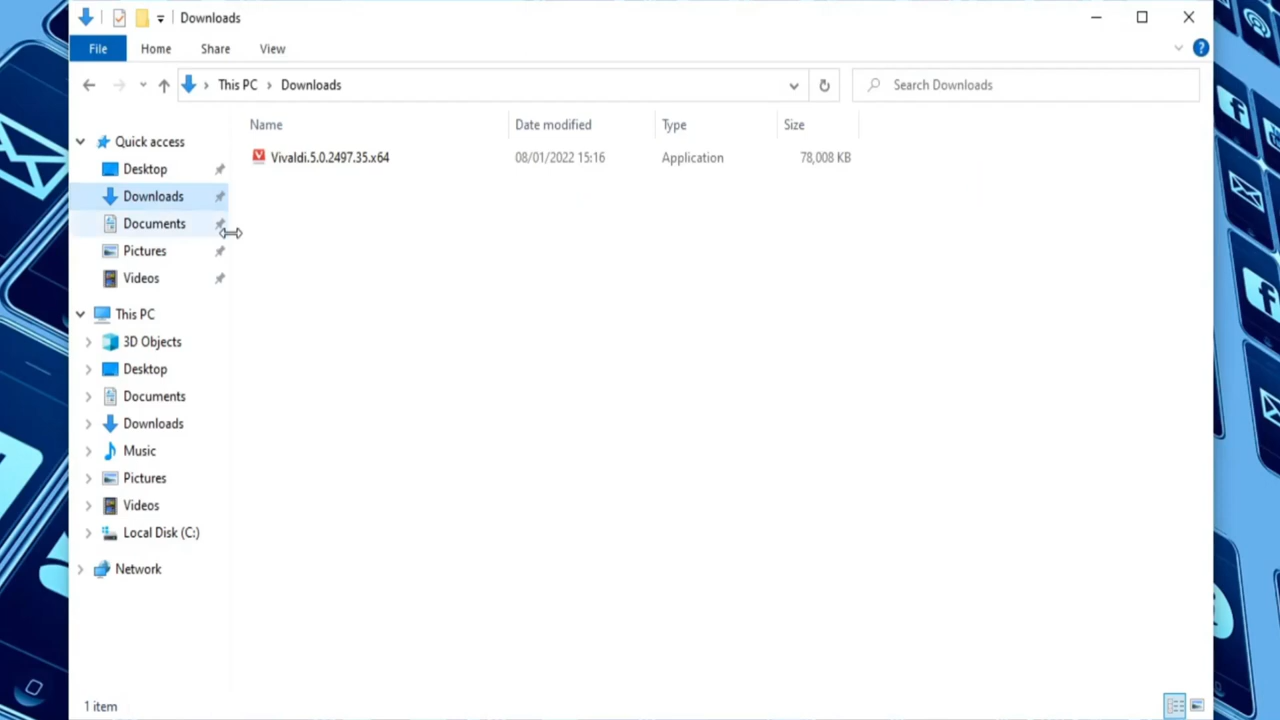 Downloads
File Home Share View
This PC Downloads
Search Downloads
Name Date modified Type Size
Vivaldi.5.0.2497.35.x64 08/01/2022 15:16 Application 78,008 KB
Quick access
Desktop
Downloads
Documents
Pictures
Videos
This PC
3D Objects
Desktop
Documents
Downloads
Music
Pictures
Videos
Local Disk (C:)
Network
1 item